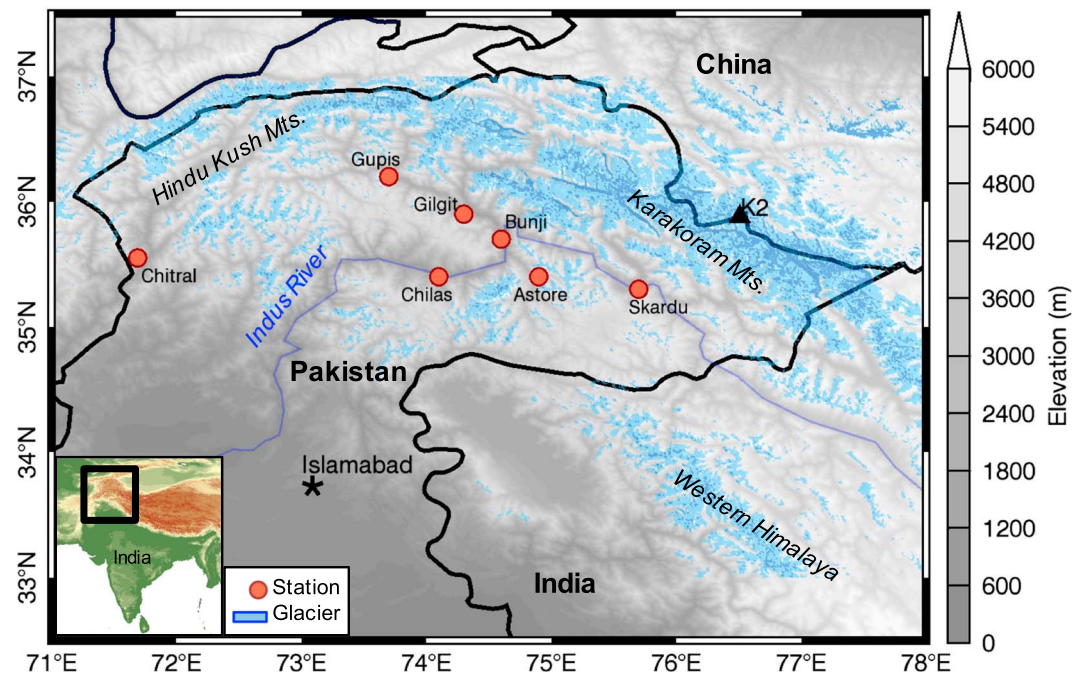 China
37°N
36°N
35°N
34°N
33°N
Hindu Kush Mts.
Gupis
Gilgit
Bunji
K2
Karakoram Mts.
Chitral
Indus River
Chilas
Astore
Skardu
Pakistan
Islamabad
Western Himalaya
India
India
Station
Glacier
71°E
72°E
73°E
74°E
75°E
76°E
77°E
78°E
6000
5400
4800
4200
3600
3000
2400
1800
1200
600
0
Elevation (m)